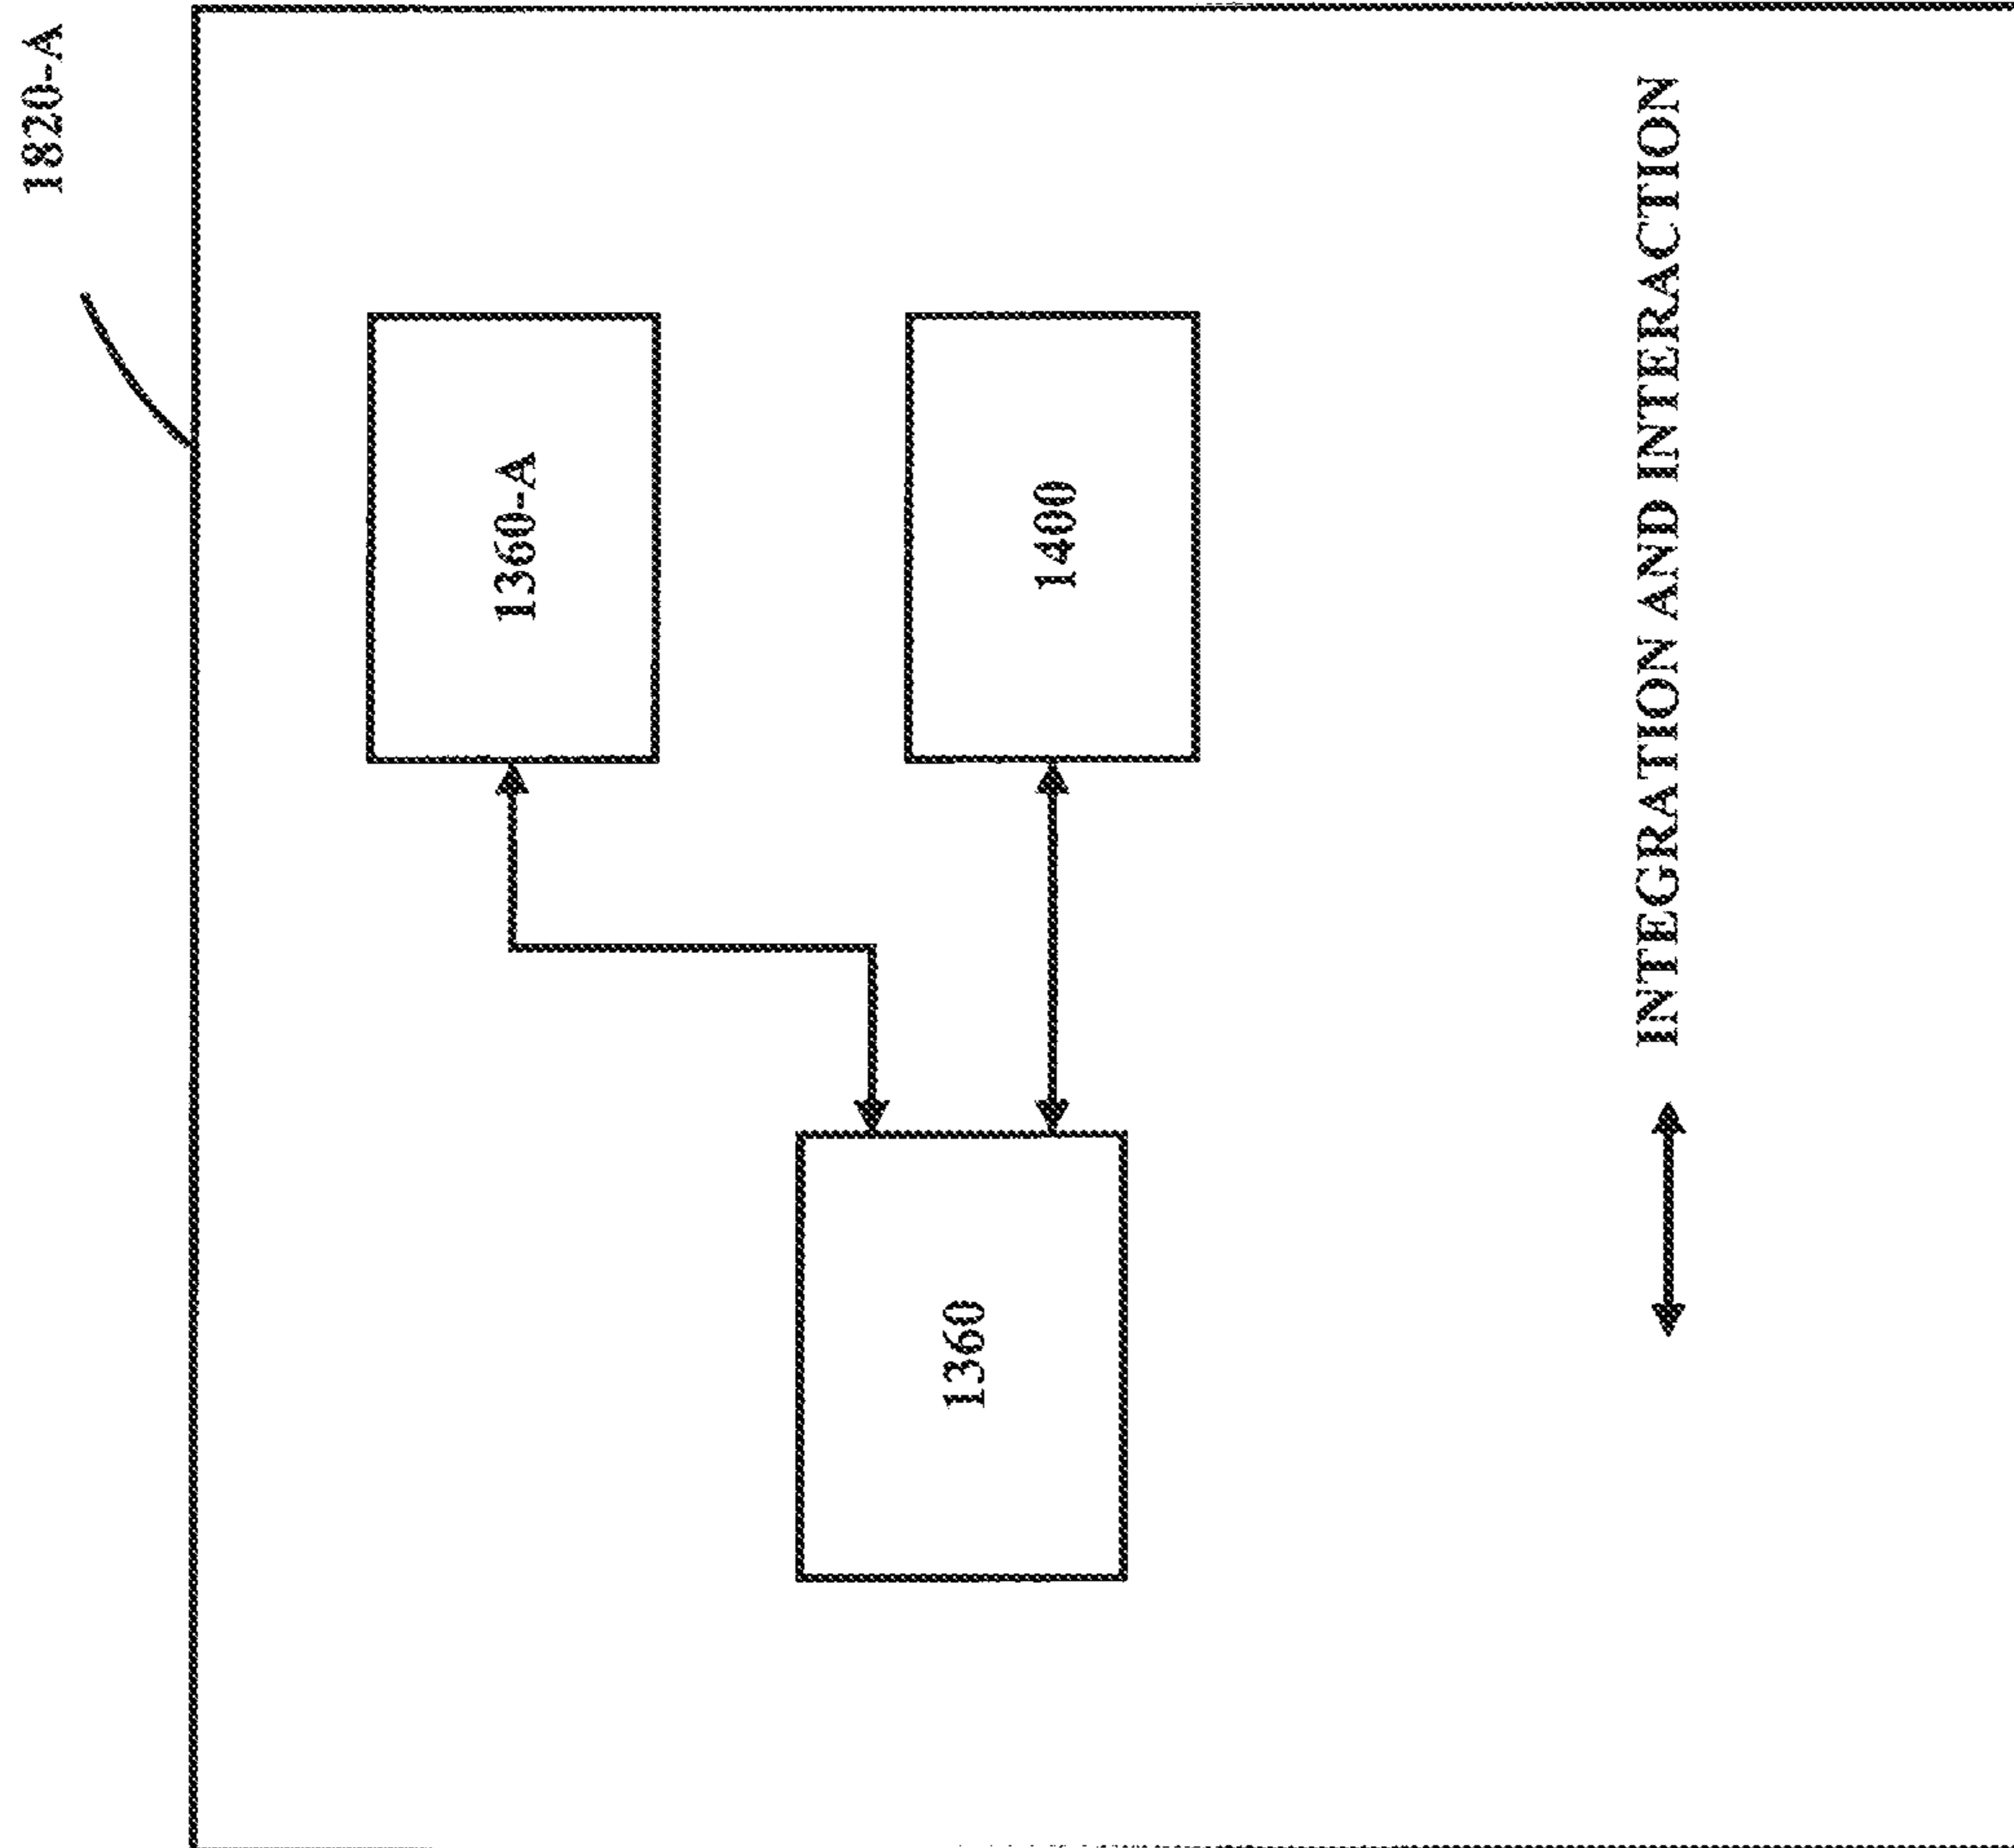 1820-A
1360-A
1360
1400
INTEGRATION AND INTERACTION